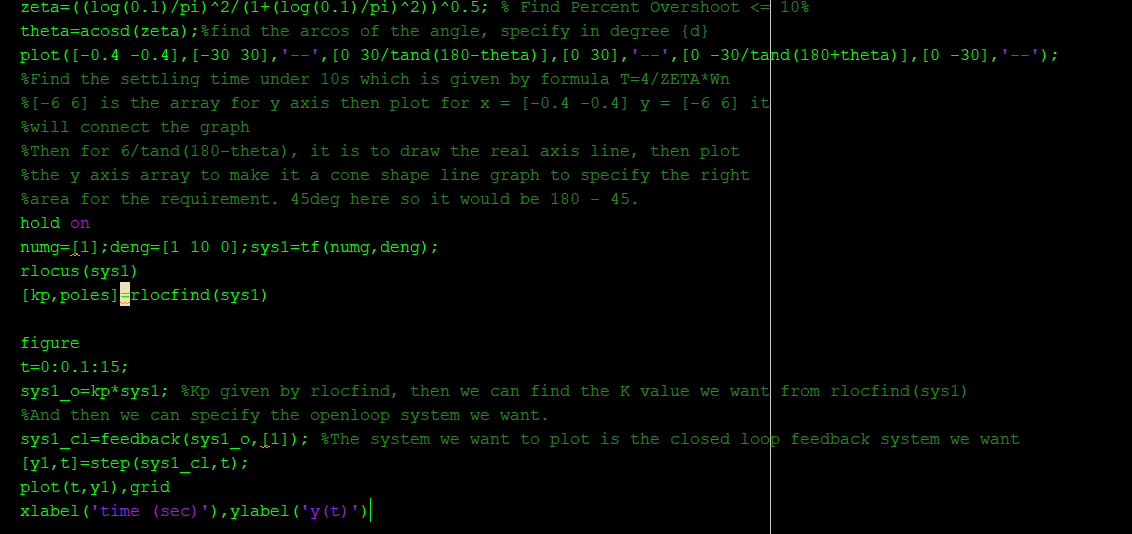 zeta=((log(0.1)/pi)^2/(1+(log(0.1)/pi)^2))^0.5; % Find Percent Overshoot <= 10%
theta=acosd(zeta);%find the arcos of the angle, specify in degree {d}
plot([-0.4 -0.4],[-30 30],'--',[0 30/tand(180-theta)],[0 30],'--',[0 -30/tand(180+theta)],[0 -30],'--');
%Find the settling time under 10s which is given by formula T=4/ZETA*Wn
%[-6 6] is the array for y axis then plot for x = [-0.4 -0.4] y = [-6 6] it
%will connect the graph
%Then for 6/tand(180-theta), it is to draw the real axis line, then plot
%the y axis array to make it a cone shape line graph to specify the right
%area for the requirement. 45deg here so it would be 180 - 45.
hold on
numg=[1];deng=[1 10 0];sys1=tf(numg,deng);
rlocus(sys1)
[kp,poles]=rlocfind(sys1)
figure
t=0:0.1:15;
sys1_o=kp*sys1; %Kp given by rlocfind, then we can find the K value we want from rlocfind(sys1)
%And then we can specify the openloop system we want.
sys1_cl=feedback(sys1_o,[1]); %The system we want to plot is the closed loop feedback system we want
[y1,t]=step(sys1_cl,t);
plot(t,y1),grid
xlabel('time (sec)'),ylabel('y(t)')